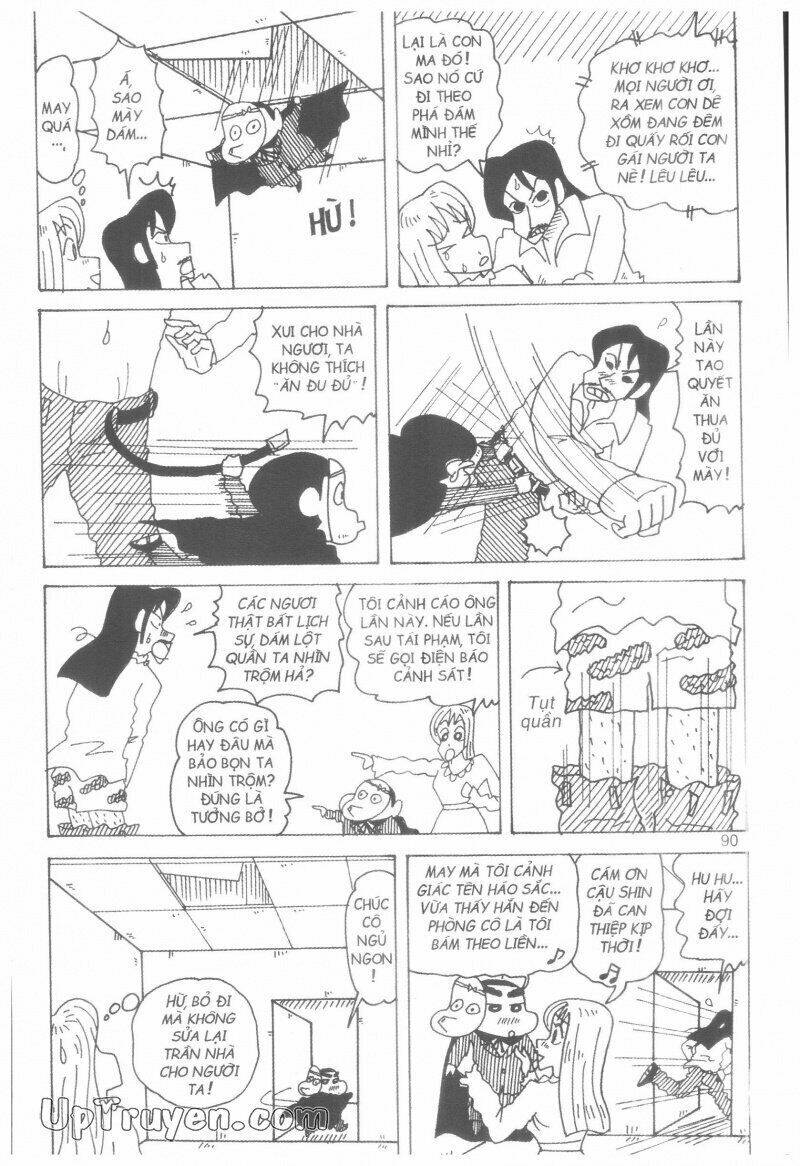 KHƠ KHƠ KHƠ...
MỌI NGƯỜI ƠI,
RA XEM CON DÊ
XỒM ĐANG ĐÊM
ĐI QUẤY RỐI CON
GÁI NGƯỜI TA
NÈ! LÊU LÊU...
LẠI LÀ CON
MA ĐÓ!
SAO NÓ CỨ
ĐI THEO
PHÁ ĐÁM
MÌNH THẾ
NHỈ?
Á,
SAO
MÀY
DÁM...
MAY
QUÁ
...
HÙ!
LẦN
NÀY
TAO
QUYẾT
ĂN
THUA
ĐỦ
VỚI
MÀY!
XUI CHO NHÀ
NGƯƠI, TA
KHÔNG THÍCH
"ĂN ĐU ĐỦ"!
Tụt
quần
TÔI CẢNH CÁO ÔNG
LẦN NÀY. NẾU LẦN
SAU TÁI PHẠM, TÔI
SẼ GỌI ĐIỆN BÁO
CẢNH SÁT!
CÁC NGƯƠI
THẬT BẤT LỊCH
SỰ, DÁM LỘT
QUẦN TA NHÌN
TRỘM HẢ?
ÔNG CÓ GÌ
HAY ĐÂU MÀ
BẢO BỌN TA
NHÌN TRỘM?
ĐÚNG LÀ
TƯỞNG BỞ!
90
HU HU...
HÃY
ĐỢI
ĐẤY...
CÁM ƠN
CẬU SHIN
ĐÃ CAN
THIỆP KỊP
THỜI!
MAY MÀ TÔI CẢNH
GIÁC TÊN HÁO SẮC...
VỪA THẤY HẮN ĐẾN
PHÒNG CÔ LÀ TÔI
BÁM THEO LIỀN...
CHÚC
CÔ
NGỦ
NGON
!
HỪ, BỎ ĐI
MÀ KHÔNG
SỬA LẠI
TRẦN NHÀ
CHO NGƯỜI
TA!
UpTruyen.com